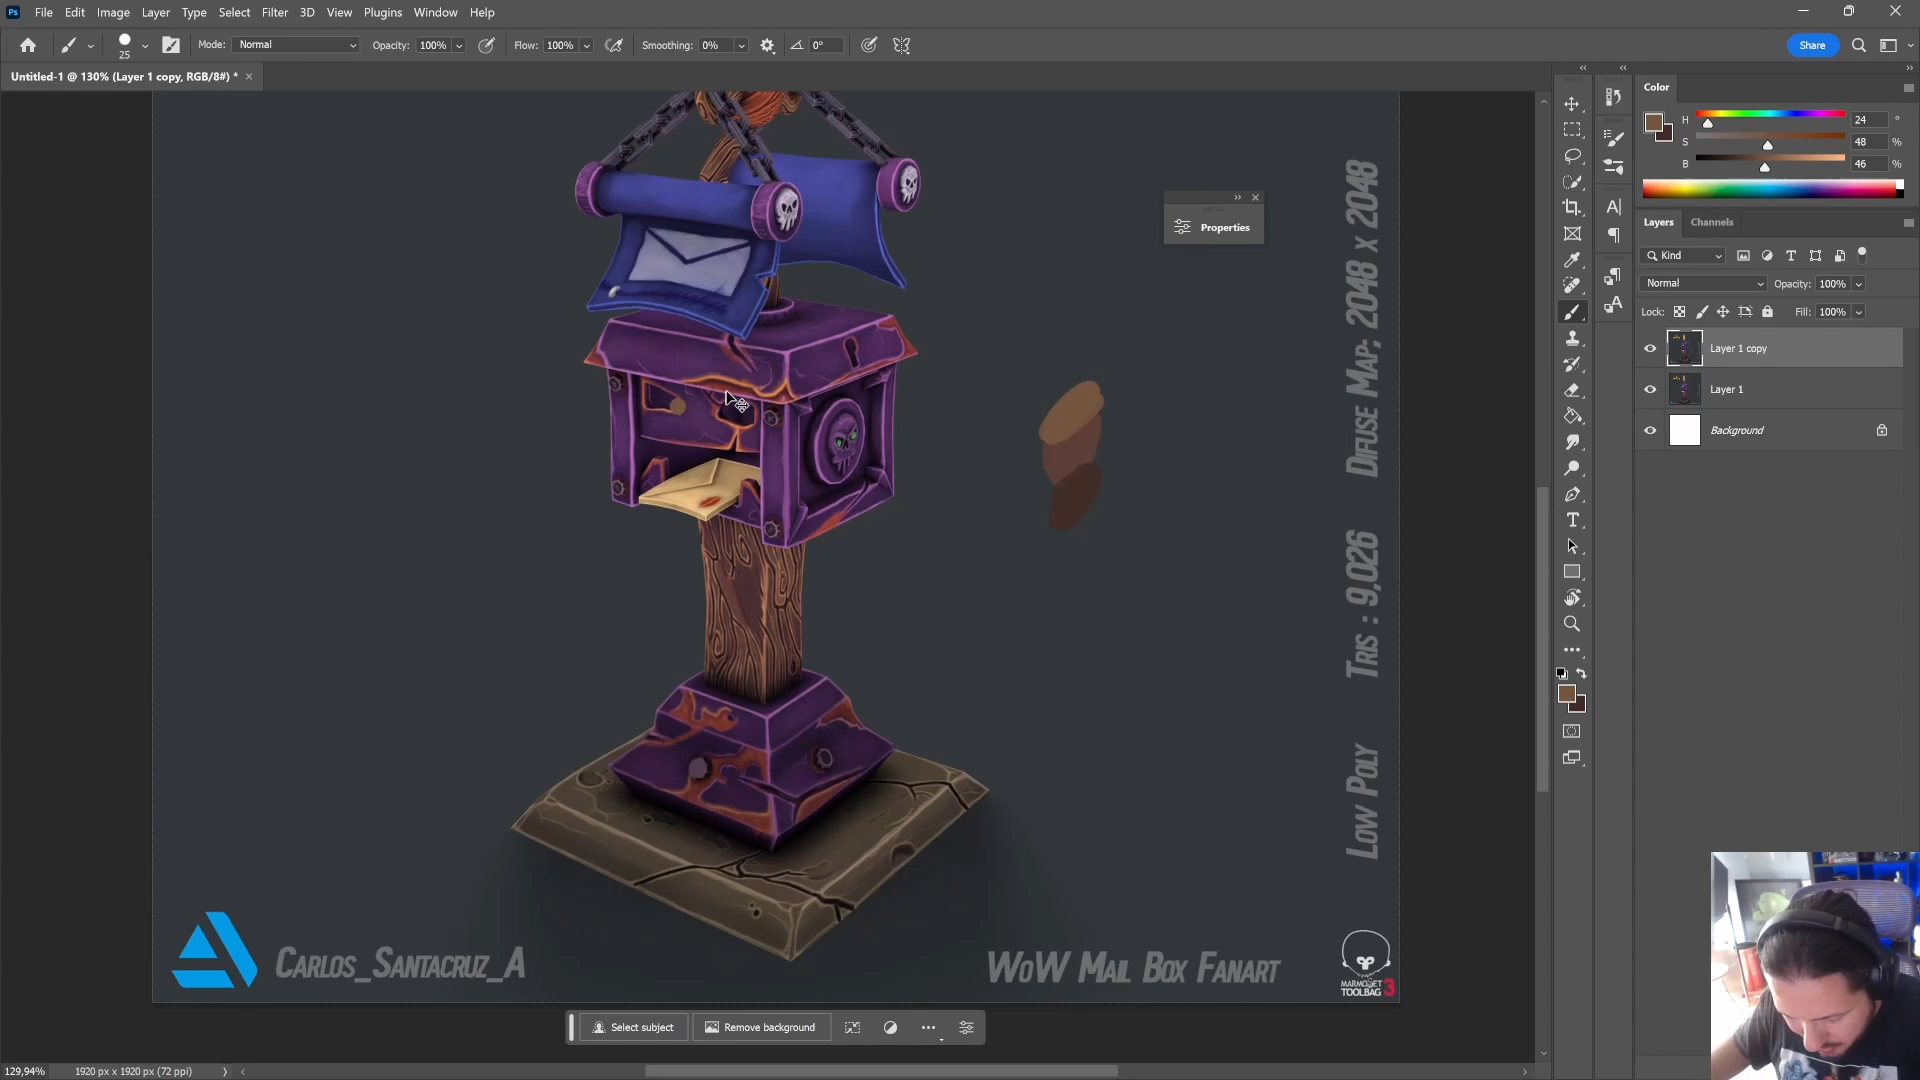 Ps File Edit Image Layer Type Select Filter 3D View Plugins Window Help
25 Mode: Normal Opacity: 100% Flow: 100% Smoothing: 0% 0° Share
Untitled-1 @ 130% (Layer 1 copy, RGB/8#) *
Color
H 24 °
S 48 %
B 46 %
Properties
Layers Channels
Kind
Normal Opacity: 100%
Lock: Fill: 100%
Layer 1 copy
Layer 1
Background
Low Poly Tris : 9,026 Difuse Map; 2048 x 2048
Carlos_Santacruz_A
WoW Mail Box Fanart
MARMOSET
TOOLBAG 3
Select subject Remove background
129,94% 1920 px x 1920 px (72 ppi)